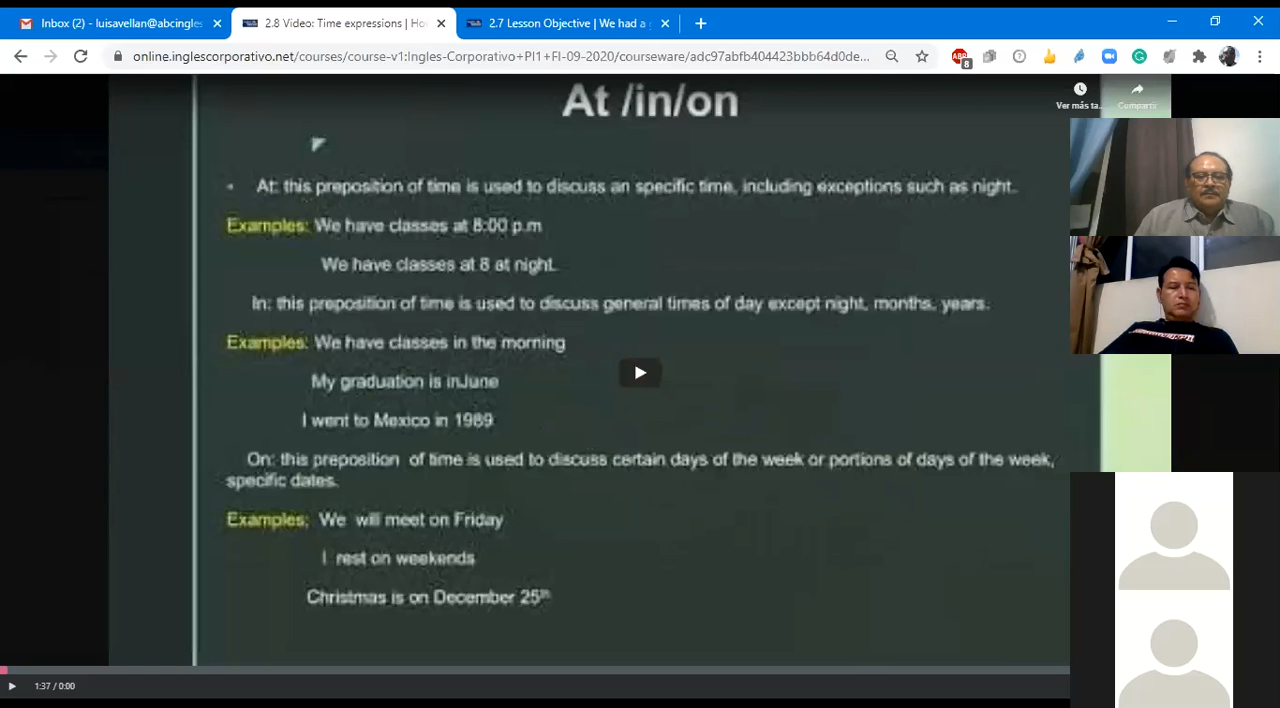 Inbox (2) - luisavellan@abcingles
2.8 Video: Time expressions | Ho
2.7 Lesson Objective | We had a
online.inglescorporativo.net/courses/course-v1:Ingles-Corporativo+PI1+FI-09-2020/courseware/adc97abfb404423bbb64d0de...
ABP
8
At /in/on
Ver más ta...
Compartir
At: this preposition of time is used to discuss an specific time, including exceptions such as night.
Examples: We have classes at 8:00 p.m
We have classes at 8 at night.
In: this preposition of time is used to discuss general times of day except night, months, years.
Examples: We have classes in the morning
My graduation is inJune
I went to Mexico in 1989
On: this preposition of time is used to discuss certain days of the week or portions of days of the week,
specific dates.
Examples: We will meet on Friday
I rest on weekends
Christmas is on December 25th
1:37 / 0:00